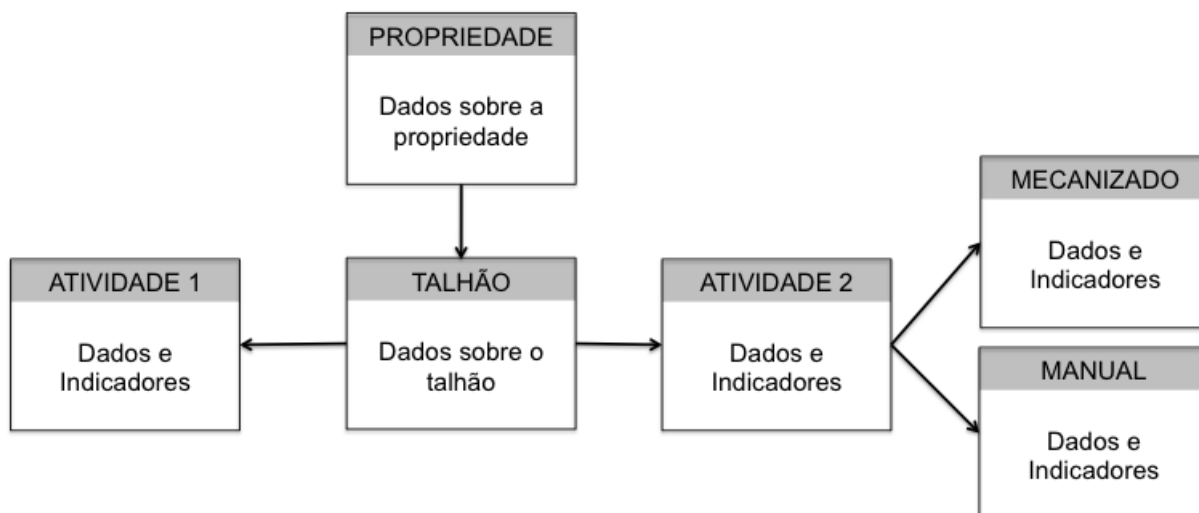 PROPRIEDADE
Dados sobre a
propriedade
MECANIZADO
Dados e
Indicadores
ATIVIDADE 1
Dados e
Indicadores
TALHÃO
Dados sobre o
talhão
ATIVIDADE 2
Dados e
Indicadores
MANUAL
Dados e
Indicadores